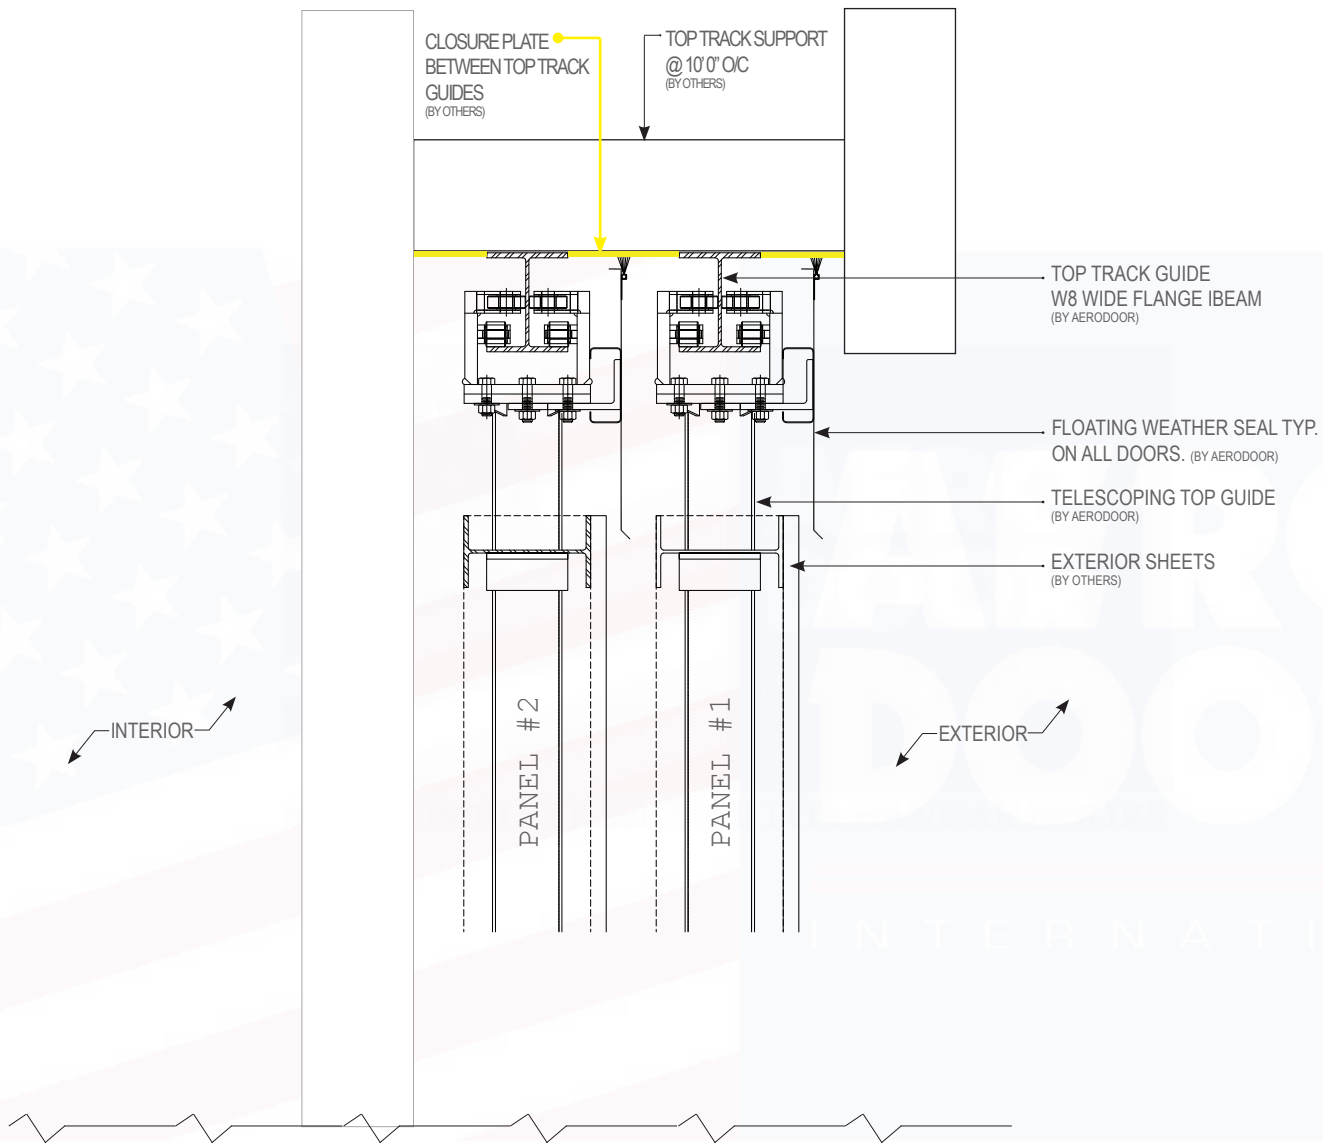 CLOSURE PLATE
BETWEEN TOP TRACK
GUIDES
(BY OTHERS)
TOP TRACK SUPPORT
@ 10' 0" O/C
(BY OTHERS)
TOP TRACK GUIDE
W8 WIDE FLANGE IBEAM
(BY AERODOOR)
FLOATING WEATHER SEAL TYP.
ON ALL DOORS. (BY AERODOOR)
TELESCOPING TOP GUIDE
(BY AERODOOR)
EXTERIOR SHEETS
(BY OTHERS)
INTERIOR
PANEL #2
PANEL #1
EXTERIOR
DOO
INTERNATI